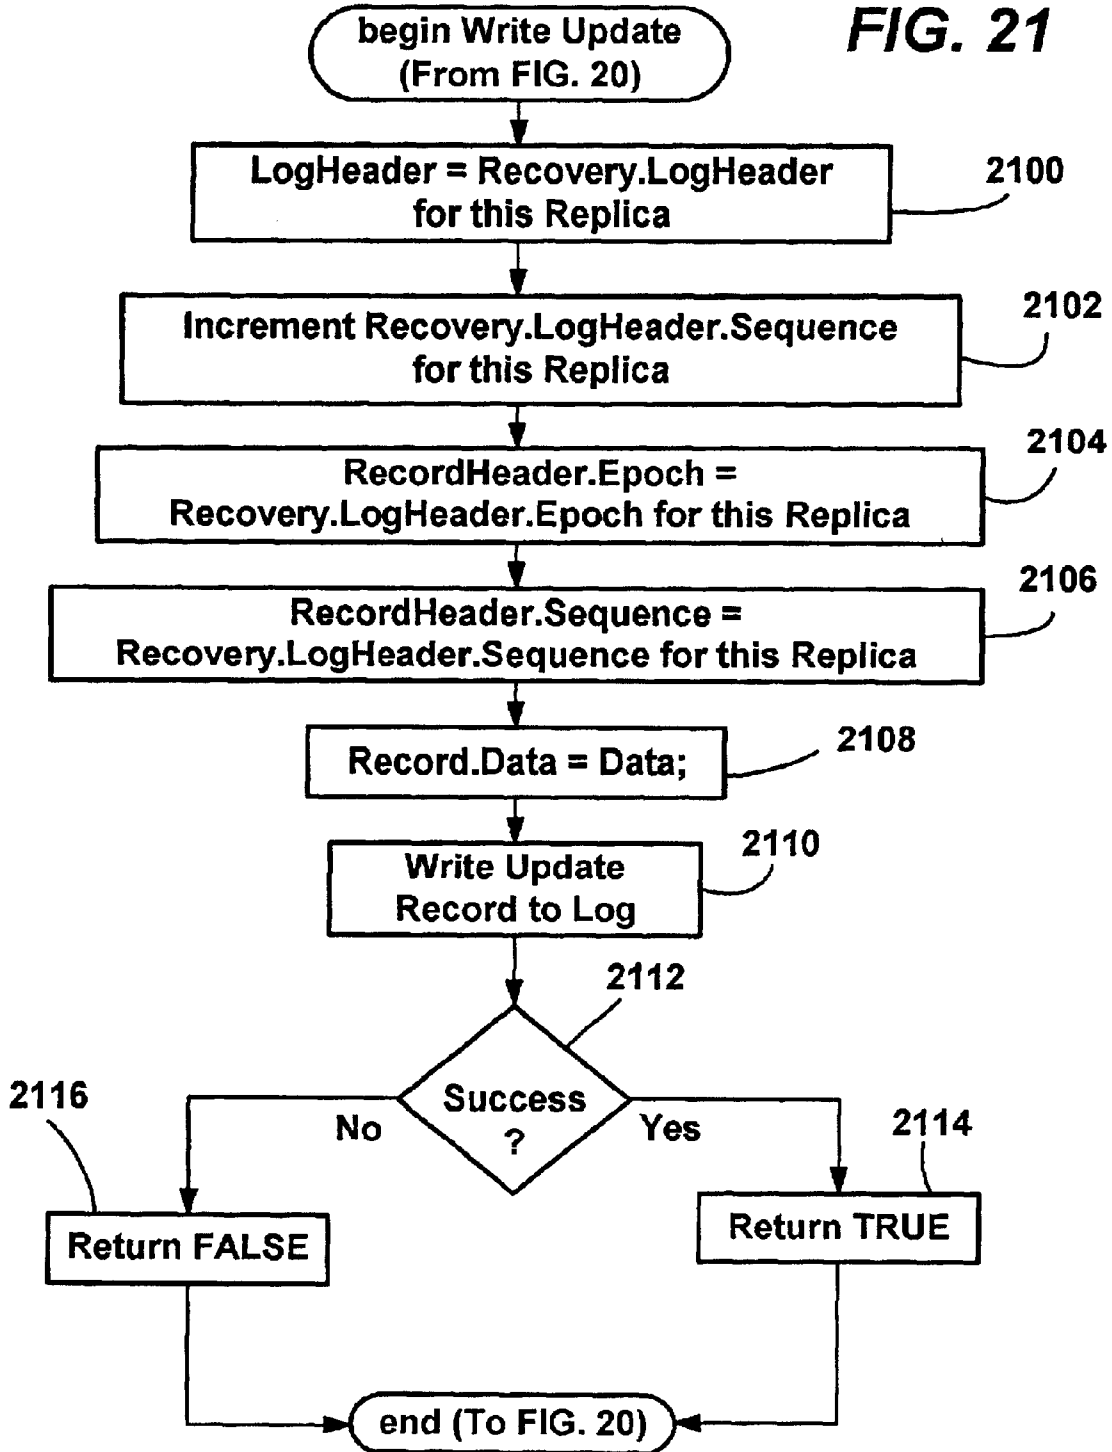 FIG. 21
begin Write Update
(From FIG. 20)
LogHeader = Recovery.LogHeader
for this Replica
2100
Increment Recovery.LogHeader.Sequence
for this Replica
2102
RecordHeader.Epoch =
Recovery.LogHeader.Epoch for this Replica
2104
RecordHeader.Sequence =
Recovery.LogHeader.Sequence for this Replica
2106
Record.Data = Data;
2108
Write Update
Record to Log
2110
2112
Success
?
No
Yes
2116
Return FALSE
2114
Return TRUE
end (To FIG. 20)